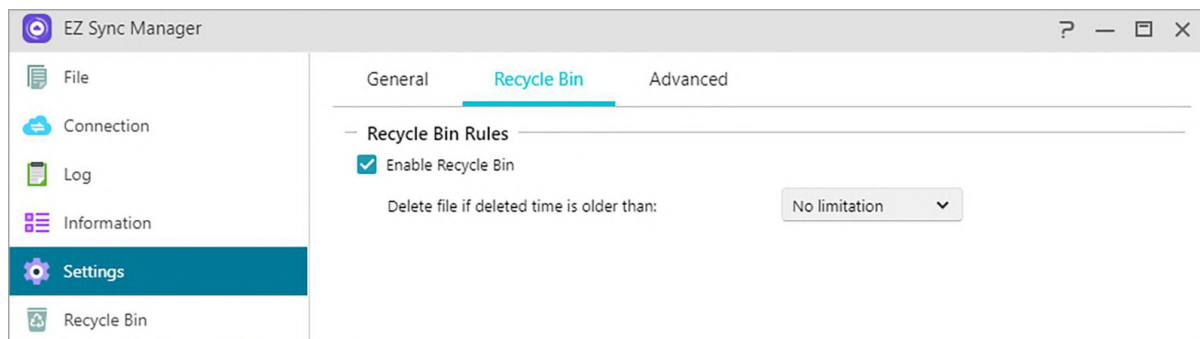 EZ Sync Manager
File
Connection
Log
Information
Settings
Recycle Bin
General Recycle Bin Advanced
Recycle Bin Rules
Enable Recycle Bin
Delete file if deleted time is older than: No limitation